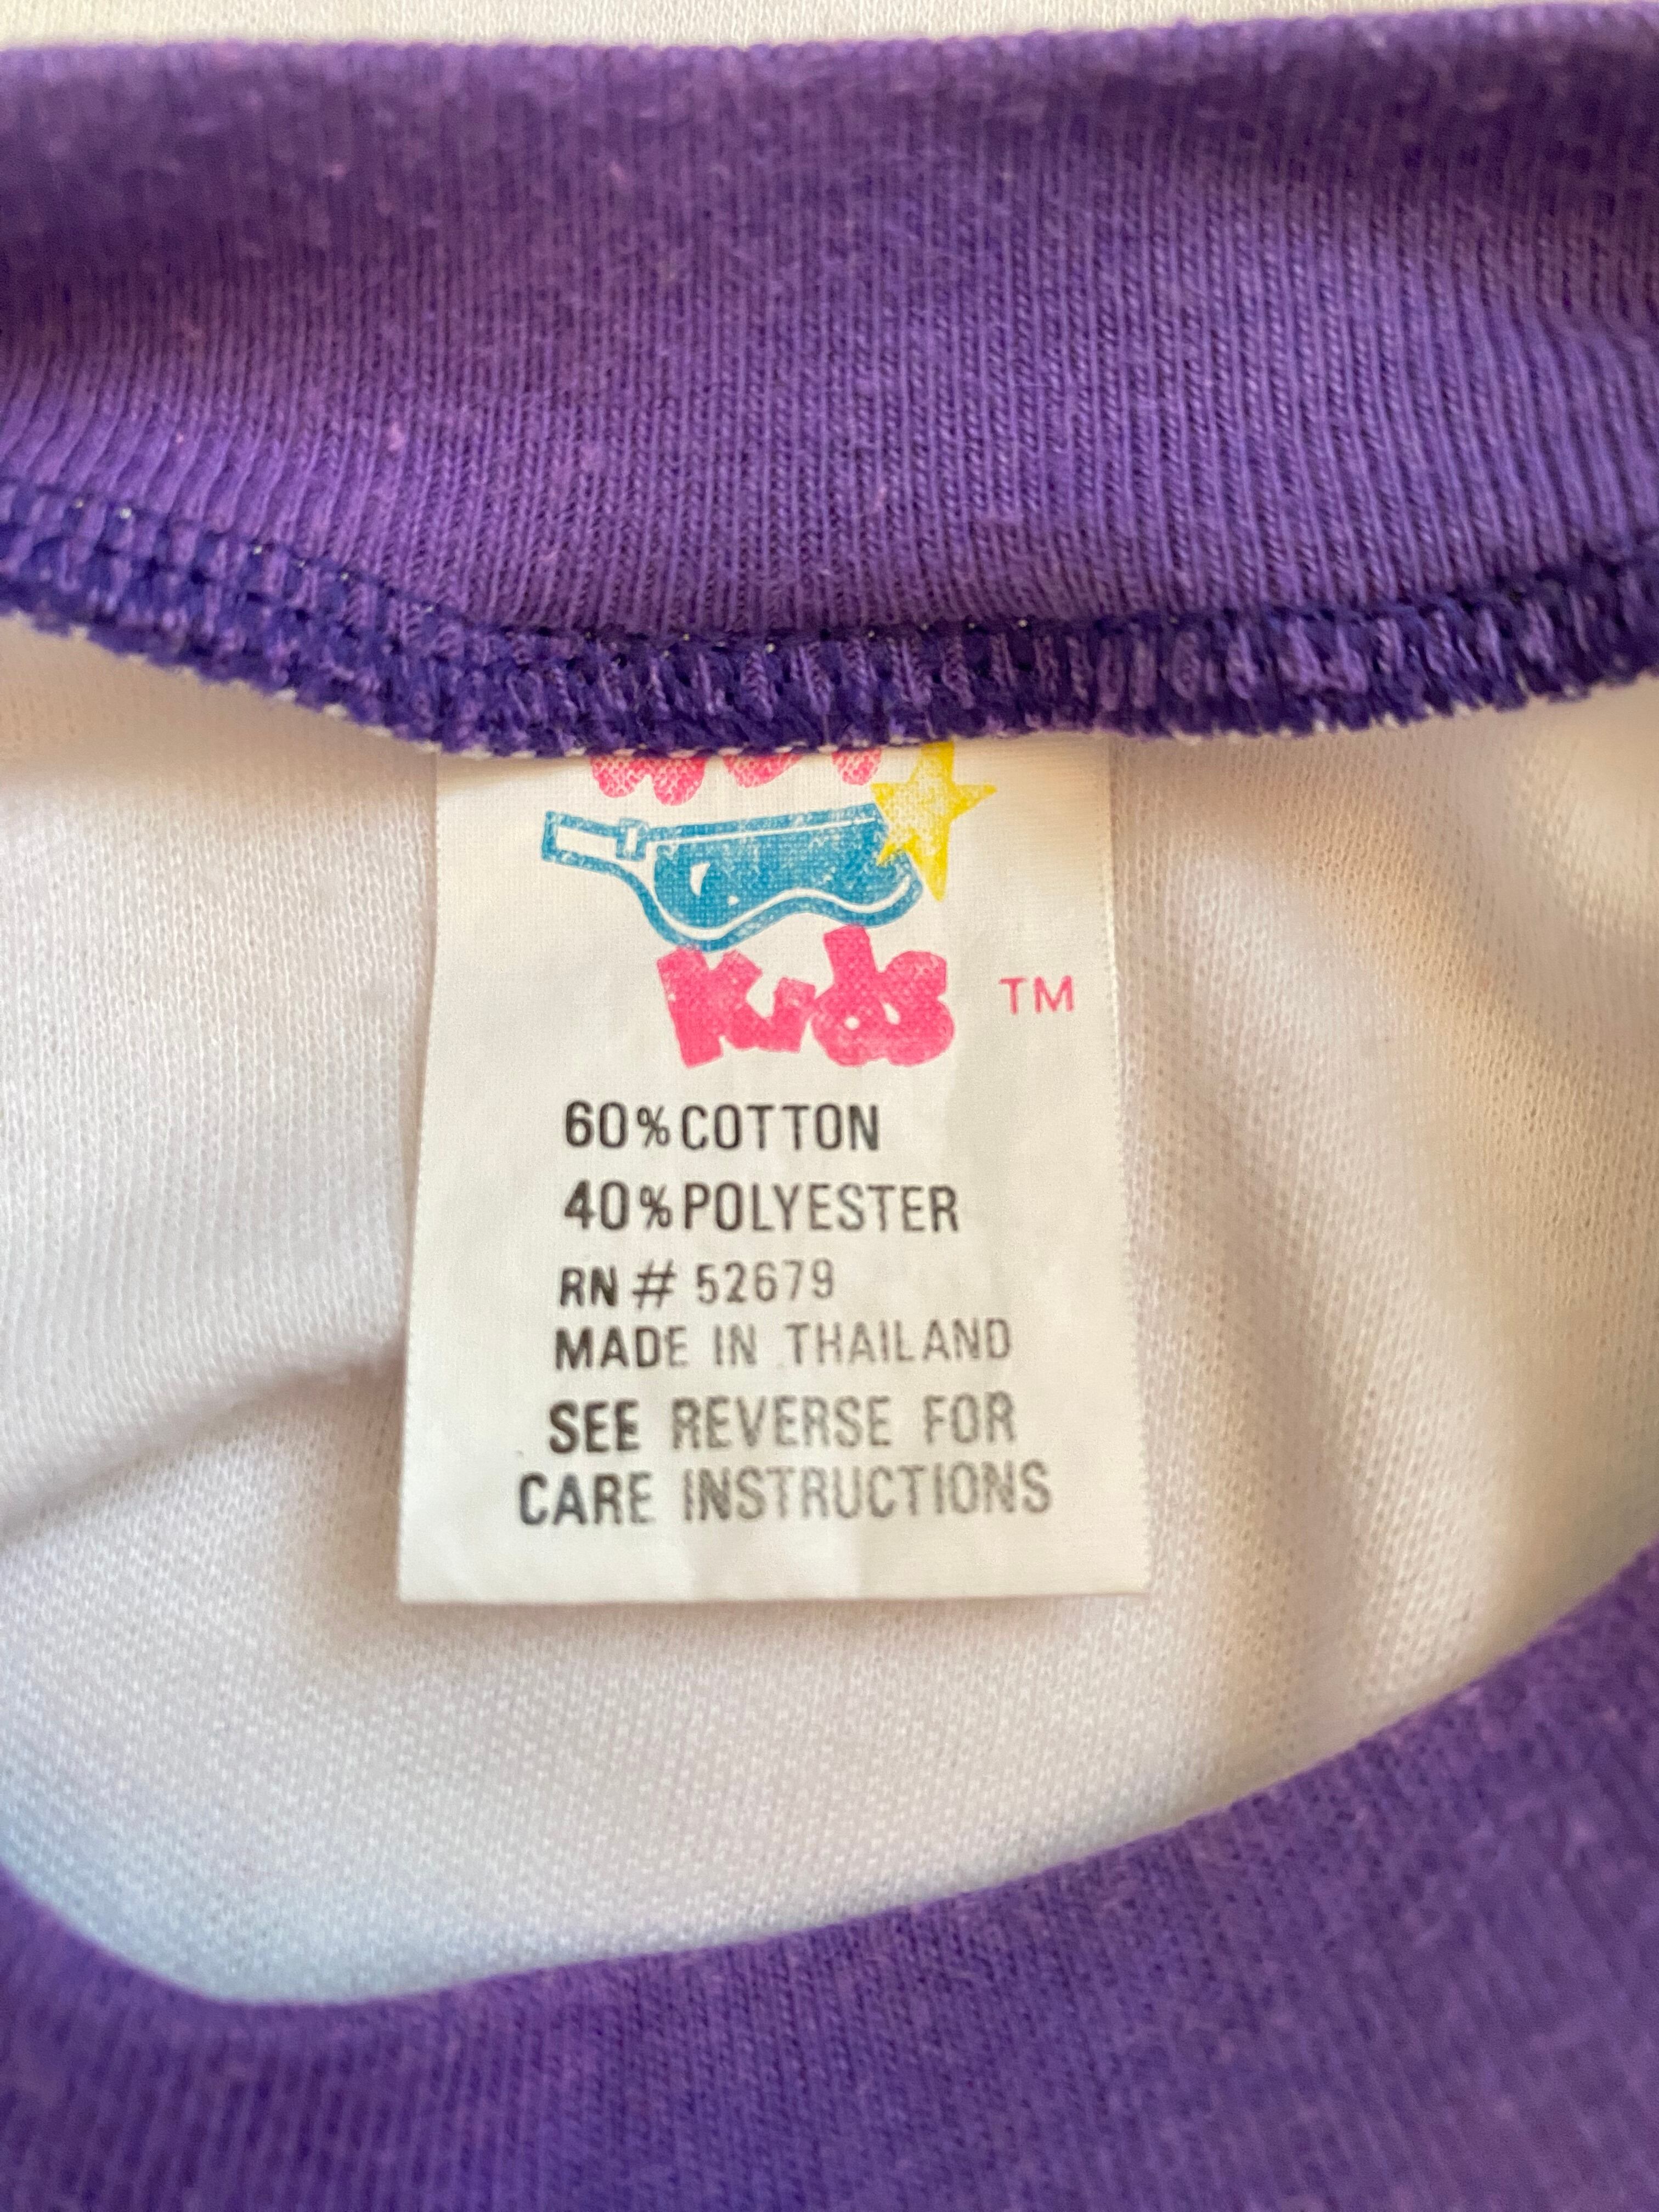 Kids TM
60% COTTON
40% POLYESTER
RN # 52679
MADE IN THAILAND
SEE REVERSE FOR
CARE INSTRUCTIONS